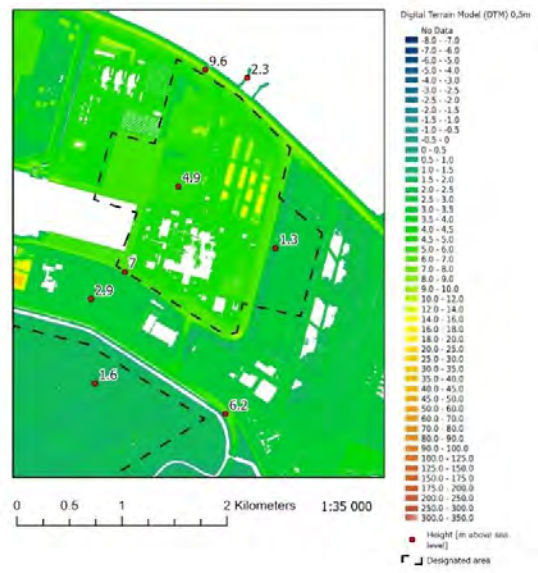 Digital Terrain Model (DTM) 0,5m
No Data
-8.0 - -7.0
-7.0 - -6.0
-6.0 - -5.0
-5.0 - -4.0
-4.0 - -3.0
-3.0 - -2.5
-2.5 - -2.0
-2.0 - -1.5
-1.5 - -1.0
-1.0 - -0.5
-0.5 - 0
0 - 0.5
0.5 - 1.0
1.0 - 1.5
1.5 - 2.0
2.0 - 2.5
2.5 - 3.0
3.0 - 3.5
3.5 - 4.0
4.0 - 4.5
4.5 - 5.0
5.0 - 6.0
6.0 - 7.0
7.0 - 8.0
8.0 - 9.0
9.0 - 10.0
10.0 - 12.0
12.0 - 14.0
14.0 - 16.0
16.0 - 18.0
18.0 - 20.0
20.0 - 25.0
25.0 - 30.0
30.0 - 35.0
35.0 - 40.0
40.0 - 45.0
45.0 - 50.0
50.0 - 60.0
60.0 - 70.0
70.0 - 80.0
80.0 - 90.0
90.0 - 100.0
100.0 - 125.0
125.0 - 150.0
150.0 - 175.0
175.0 - 200.0
200.0 - 250.0
250.0 - 300.0
300.0 - 350.0
Height [m above sea
level]
Designated area
9.6
2.3
4.9
1.3
7
2.9
1.6
6.2
0 0.5 1 2 Kilometers 1:35 000